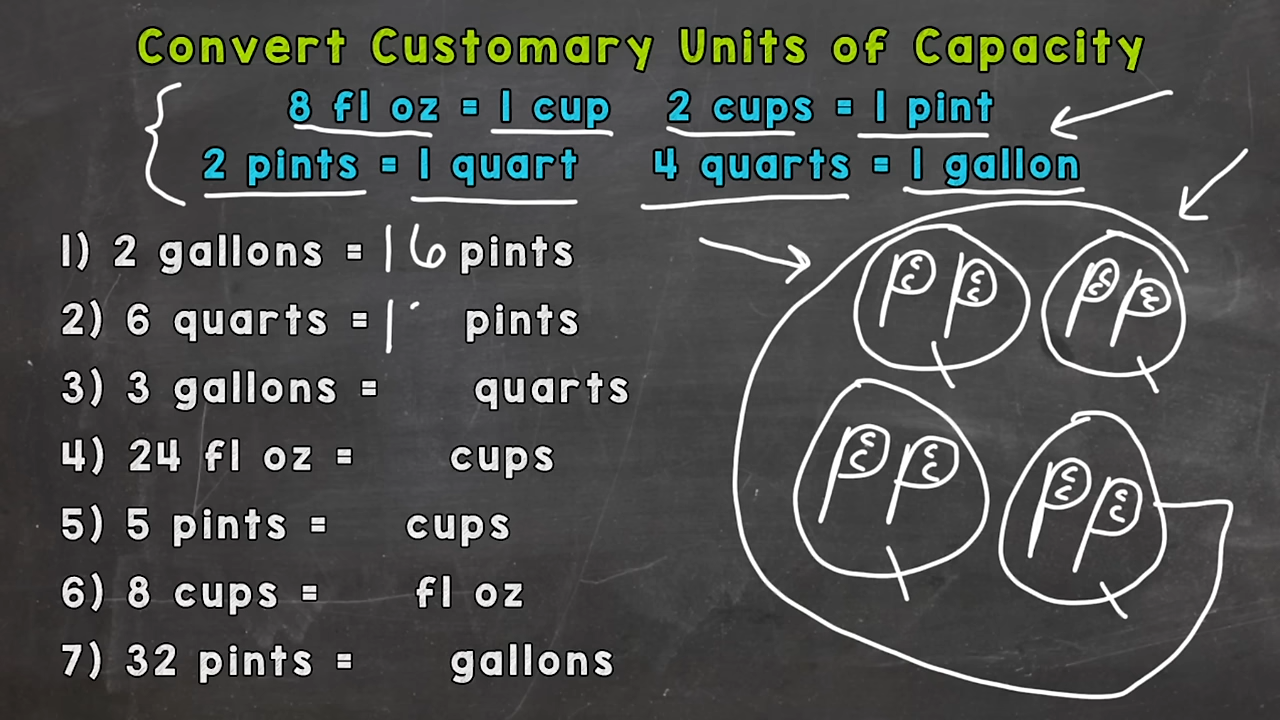 Convert Customary Units of Capacity
8 fl oz = 1 cup 2 cups = 1 pint
2 pints = 1 quart 4 quarts = 1 gallon
1) 2 gallons = 16 pints
2) 6 quarts = 1 pints
3) 3 gallons = quarts
4) 24 fl oz = cups
5) 5 pints = cups
6) 8 cups = fl oz
7) 32 pints = gallons
P c c P c c P c c P c c
Q Q
P c c P c c P c c P c c
Q Q